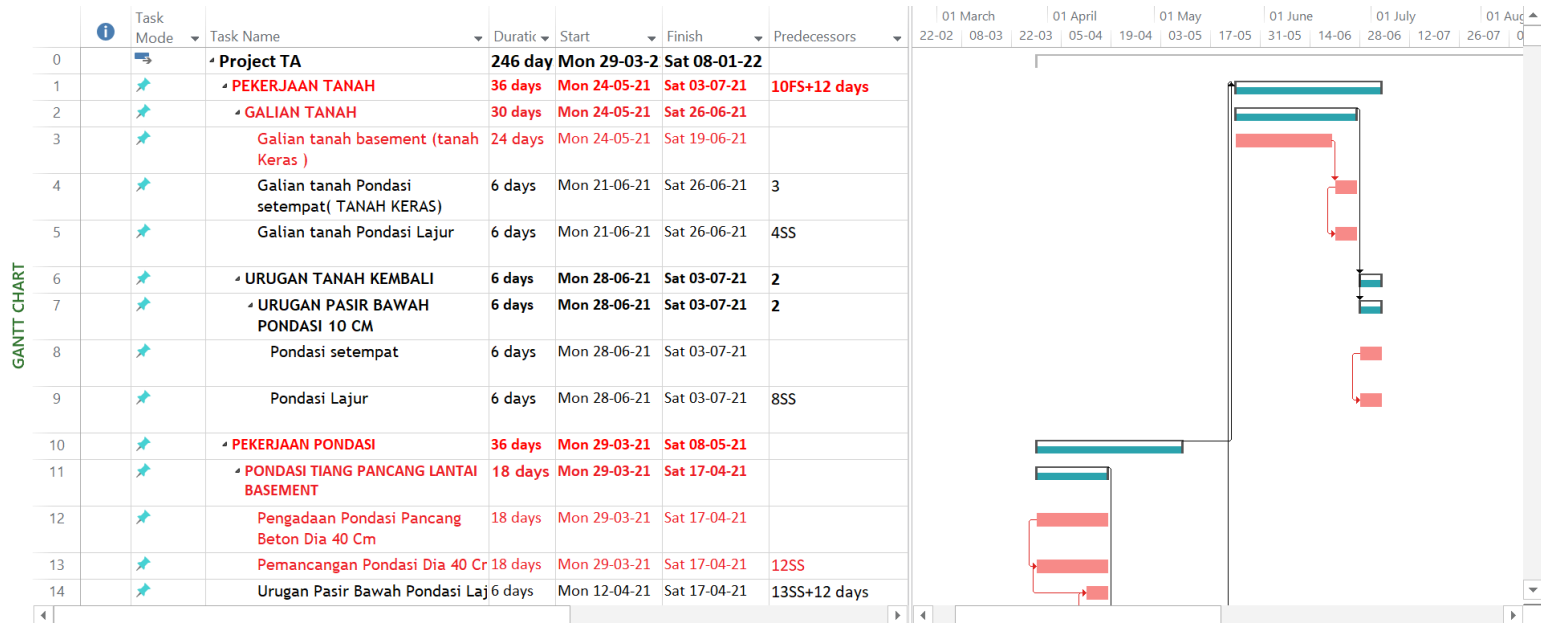 Task
Mode Task Name Duratic Start Finish Predecessors
01 March 01 April 01 May 01 June 01 July 01 Aug
22-02 08-03 22-03 05-04 19-04 03-05 17-05 31-05 14-06 28-06 12-07 26-07 0
GANTT CHART
0 Project TA 246 day Mon 29-03-2 Sat 08-01-22
1 PEKERJAAN TANAH 36 days Mon 24-05-21 Sat 03-07-21 10FS+12 days
2 GALIAN TANAH 30 days Mon 24-05-21 Sat 26-06-21
3 Galian tanah basement (tanah 24 days Mon 24-05-21 Sat 19-06-21
Keras )
4 Galian tanah Pondasi 6 days Mon 21-06-21 Sat 26-06-21 3
setempat( TANAH KERAS)
5 Galian tanah Pondasi Lajur 6 days Mon 21-06-21 Sat 26-06-21 4SS
6 URUGAN TANAH KEMBALI 6 days Mon 28-06-21 Sat 03-07-21 2
7 URUGAN PASIR BAWAH 6 days Mon 28-06-21 Sat 03-07-21 2
PONDASI 10 CM
8 Pondasi setempat 6 days Mon 28-06-21 Sat 03-07-21
9 Pondasi Lajur 6 days Mon 28-06-21 Sat 03-07-21 8SS
10 PEKERJAAN PONDASI 36 days Mon 29-03-21 Sat 08-05-21
11 PONDASI TIANG PANCANG LANTAI 18 days Mon 29-03-21 Sat 17-04-21
BASEMENT
12 Pengadaan Pondasi Pancang 18 days Mon 29-03-21 Sat 17-04-21
Beton Dia 40 Cm
13 Pemancangan Pondasi Dia 40 Cr 18 days Mon 29-03-21 Sat 17-04-21 12SS
14 Urugan Pasir Bawah Pondasi Laj 6 days Mon 12-04-21 Sat 17-04-21 13SS+12 days